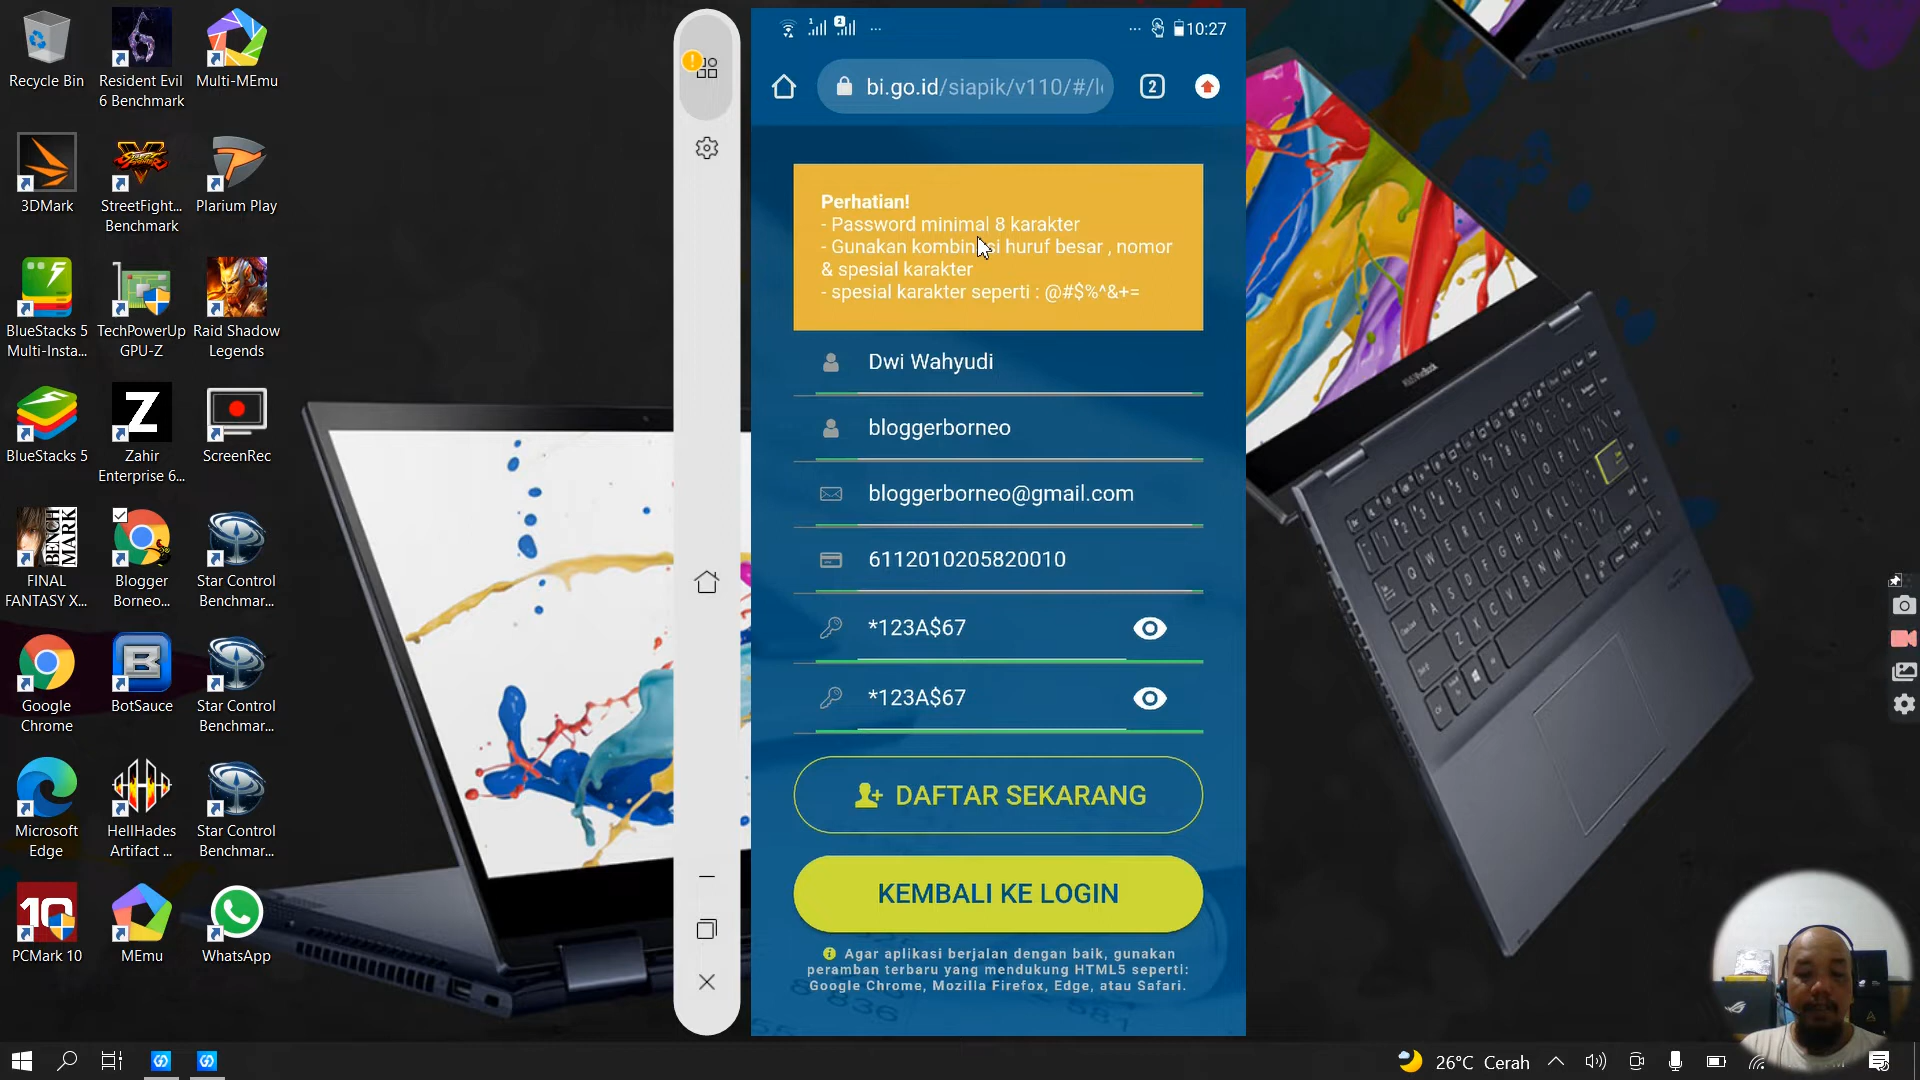 Recycle Bin
Resident Evil
6 Benchmark
Multi-MEmu
3DMark
StreetFight...
Benchmark
Plarium Play
BlueStacks 5
Multi-Insta...
TechPowerUp
GPU-Z
Raid Shadow
Legends
BlueStacks 5
Zahir
Enterprise 6...
ScreenRec
FINAL
FANTASY X...
Blogger
Borneo...
Star Control
Benchmar...
Google
Chrome
BotSauce
Star Control
Benchmar...
Microsoft
Edge
HellHades
Artifact ...
Star Control
Benchmar...
PCMark 10
MEmu
WhatsApp
10:27
bi.go.id/siapik/v110/#/l
2
Perhatian!
- Password minimal 8 karakter
- Gunakan kombinasi huruf besar , nomor
& spesial karakter
- spesial karakter seperti : @#$%^&+=
Dwi Wahyudi
bloggerborneo
bloggerborneo@gmail.com
6112010205820010
*123A$67
*123A$67
DAFTAR SEKARANG
KEMBALI KE LOGIN
Agar aplikasi berjalan dengan baik, gunakan
peramban terbaru yang mendukung HTML5 seperti:
Google Chrome, Mozilla Firefox, Edge, atau Safari.
26°C Cerah